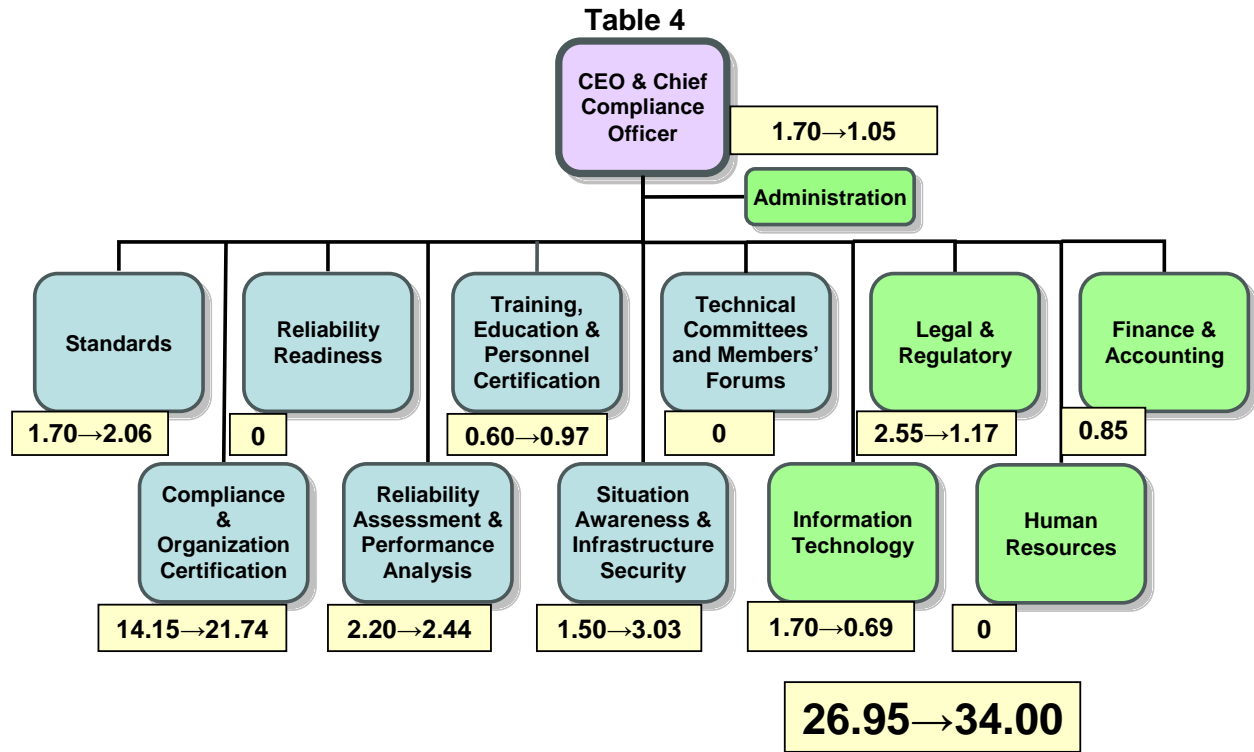 Table 4
CEO & Chief
Compliance
Officer
1.70→1.05
Administration
Standards
1.70→2.06
Reliability
Readiness
0
Training,
Education &
Personnel
Certification
0.60→0.97
Technical
Committees
and Members’
Forums
0
Legal &
Regulatory
2.55→1.17
Finance &
Accounting
0.85
Compliance
&
Organization
Certification
14.15→21.74
Reliability
Assessment &
Performance
Analysis
2.20→2.44
Situation
Awareness &
Infrastructure
Security
1.50→3.03
Information
Technology
1.70→0.69
Human
Resources
0
26.95→34.00